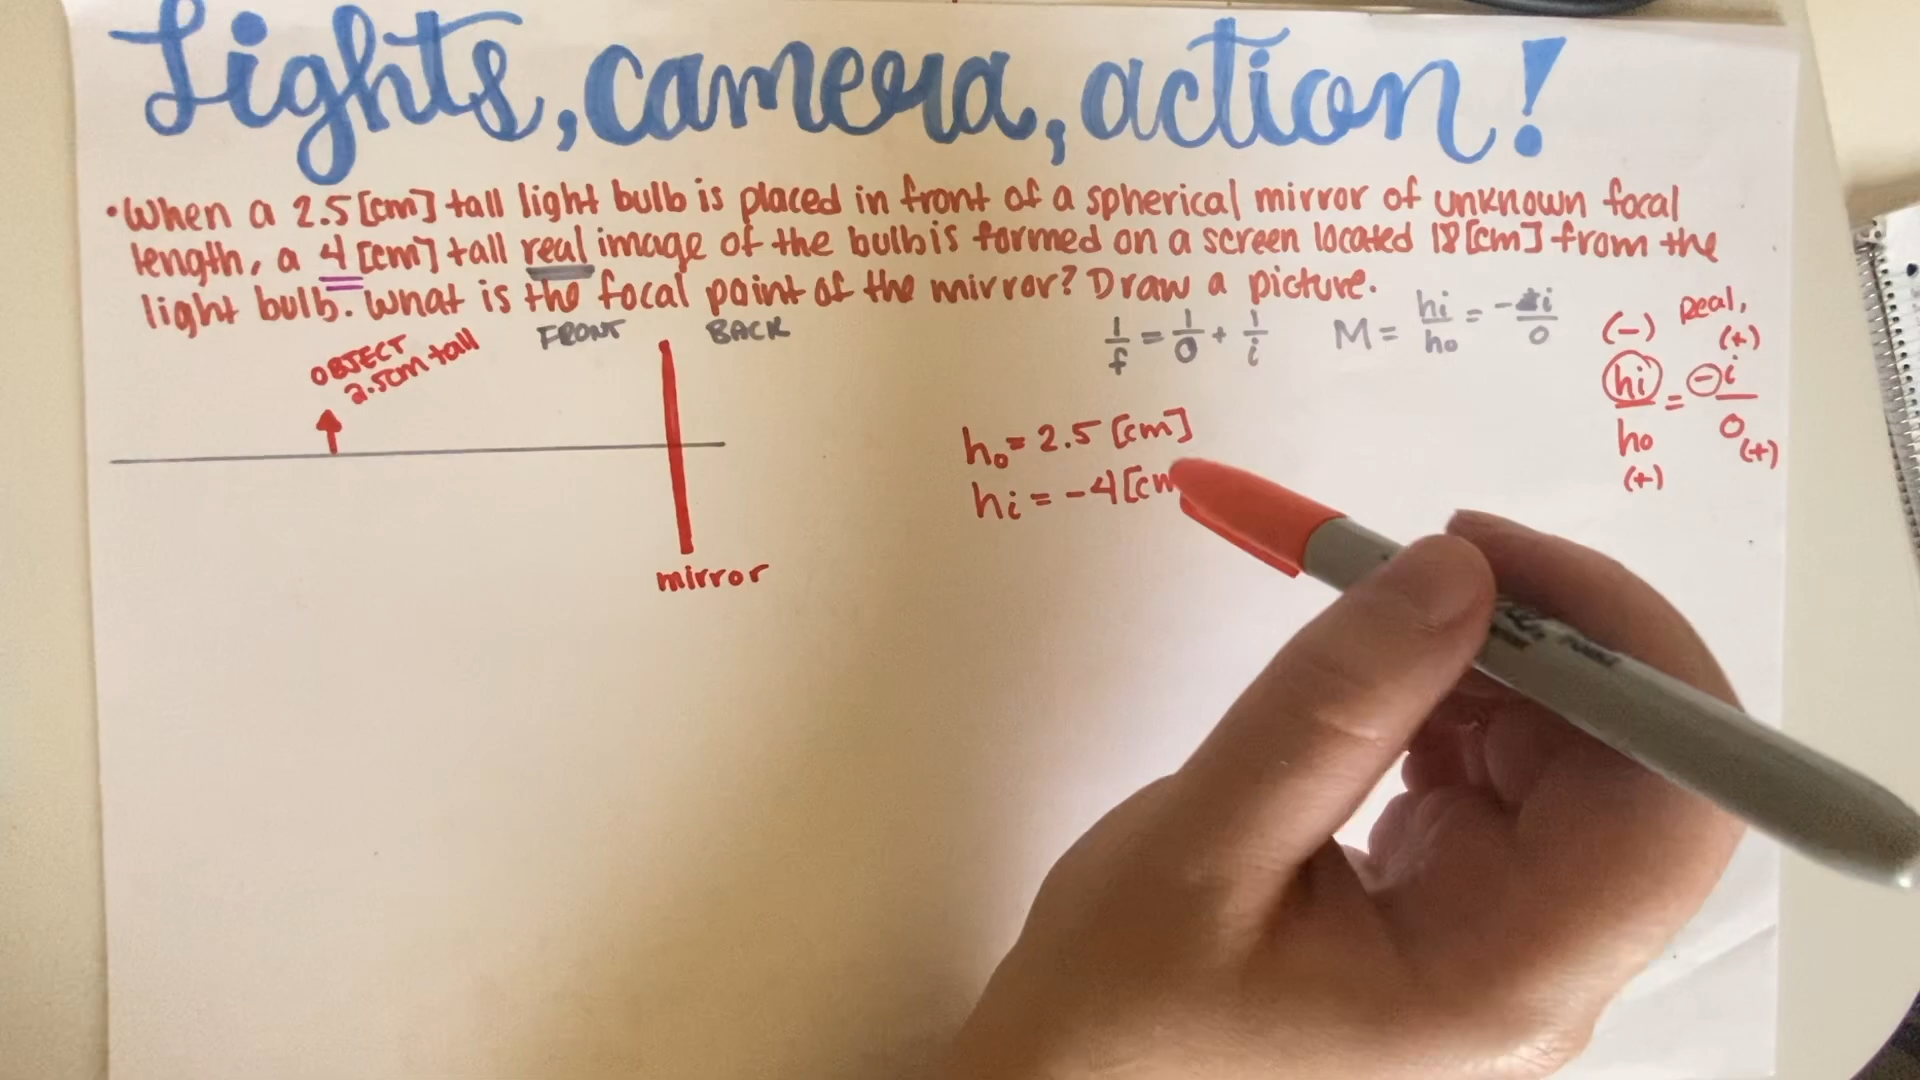 Lights, camera, action!
•When a 2.5 [cm] tall light bulb is placed in front of a spherical mirror of unknown focal
length, a 4 [cm] tall real image of the bulb is formed on a screen located 18 [cm] from the
light bulb. What is the focal point of the mirror? Draw a picture.
OBJECT
2.5cm tall
FRONT
BACK
mirror
1/f = 1/o + 1/i
M = hi/ho = -i/o
ho = 2.5 [cm]
hi = -4 [cm
(-)
real,
(+)
hi/ho = -i/o
(+)
(+)